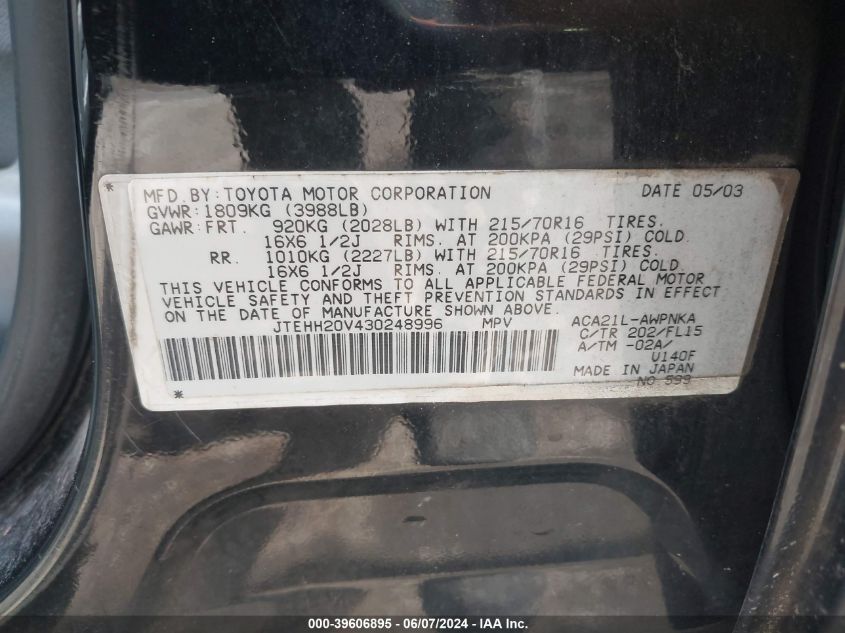 MFD. BY: TOYOTA MOTOR CORPORATION DATE 05/03
GVWR: 1809KG (3988LB)
GAWR: FRT. 920KG (2028LB) WITH 215/70R16 TIRES.
16X6 1/2J RIMS. AT 200KPA (29PSI) COLD.
RR. 1010KG (2227LB) WITH 215/70R16 TIRES.
16X6 1/2J RIMS. AT 200KPA (29PSI) COLD.
THIS VEHICLE CONFORMS TO ALL APPLICABLE FEDERAL MOTOR
VEHICLE SAFETY AND THEFT PREVENTION STANDARDS IN EFFECT
ON THE DATE OF MANUFACTURE SHOWN ABOVE.
JTEHH20V430248996 MPV ACA21L-AWPNKA
C/TR 202/FL15
A/TM -02A/
U140F
MADE IN JAPAN
NO 599
000-39606895 - 06/07/2024 - www.iaai.com